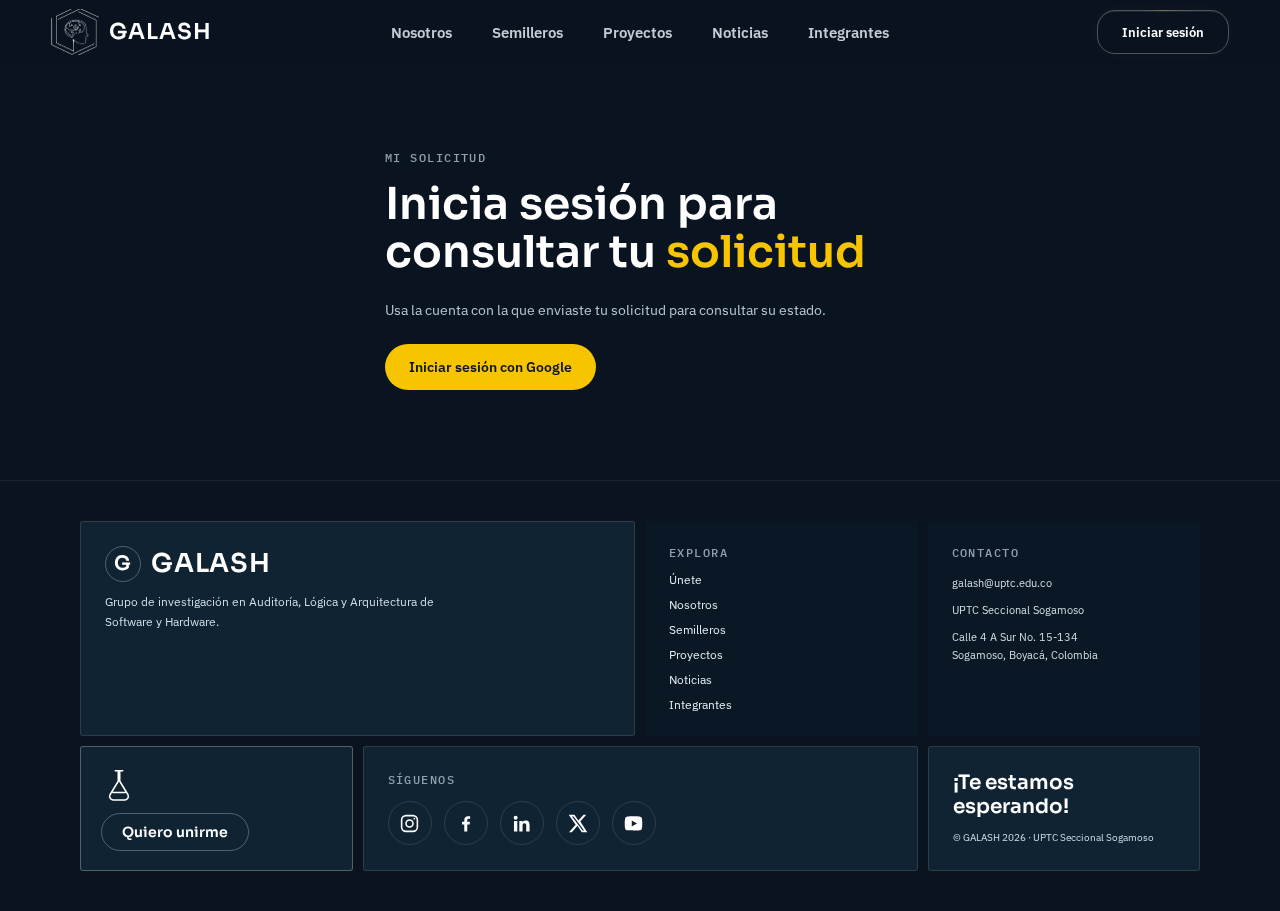 GALASH
Nosotros
Semilleros
Proyectos
Noticias
Integrantes
Iniciar sesión
MI SOLICITUD
Inicia sesión para
consultar tu solicitud
Usa la cuenta con la que enviaste tu solicitud para consultar su estado.
Iniciar sesión con Google
G GALASH
Grupo de investigación en Auditoría, Lógica y Arquitectura de
Software y Hardware.
EXPLORA
Únete
Nosotros
Semilleros
Proyectos
Noticias
Integrantes
CONTACTO
galash@uptc.edu.co
UPTC Seccional Sogamoso
Calle 4 A Sur No. 15-134
Sogamoso, Boyacá, Colombia
Quiero unirme
SÍGUENOS
¡Te estamos
esperando!
© GALASH 2026 · UPTC Seccional Sogamoso